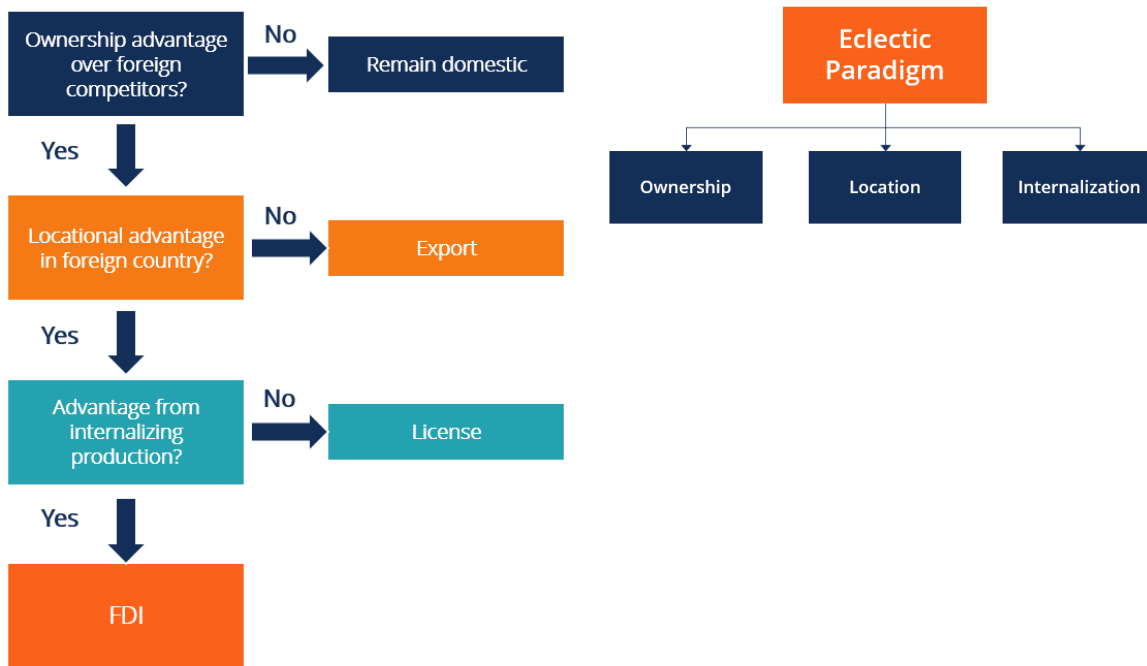 Ownership advantage
over foreign
competitors?
No
Remain domestic
Yes
Locational advantage
in foreign country?
No
Export
Yes
Advantage from
internalizing
production?
No
License
Yes
FDI
Eclectic
Paradigm
Ownership
Location
Internalization